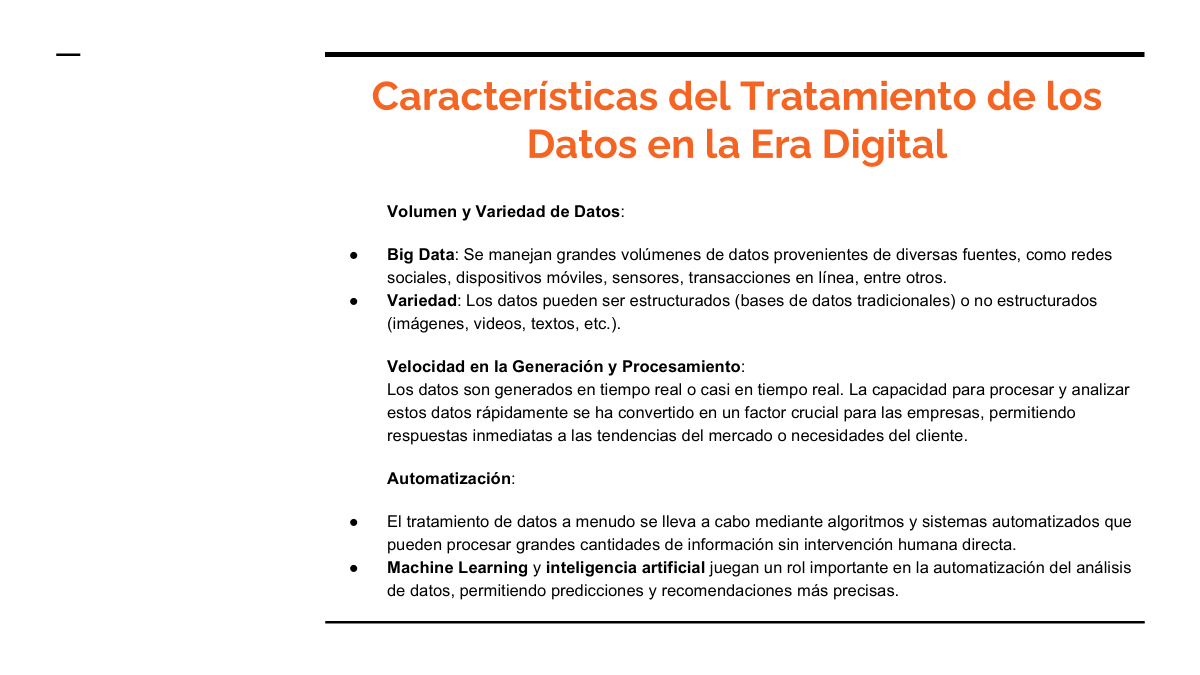 Características del Tratamiento de los
Datos en la Era Digital
Volumen y Variedad de Datos:
● Big Data: Se manejan grandes volúmenes de datos provenientes de diversas fuentes, como redes
sociales, dispositivos móviles, sensores, transacciones en línea, entre otros.
● Variedad: Los datos pueden ser estructurados (bases de datos tradicionales) o no estructurados
(imágenes, videos, textos, etc.).
Velocidad en la Generación y Procesamiento:
Los datos son generados en tiempo real o casi en tiempo real. La capacidad para procesar y analizar
estos datos rápidamente se ha convertido en un factor crucial para las empresas, permitiendo
respuestas inmediatas a las tendencias del mercado o necesidades del cliente.
Automatización:
● El tratamiento de datos a menudo se lleva a cabo mediante algoritmos y sistemas automatizados que
pueden procesar grandes cantidades de información sin intervención humana directa.
● Machine Learning y inteligencia artificial juegan un rol importante en la automatización del análisis
de datos, permitiendo predicciones y recomendaciones más precisas.